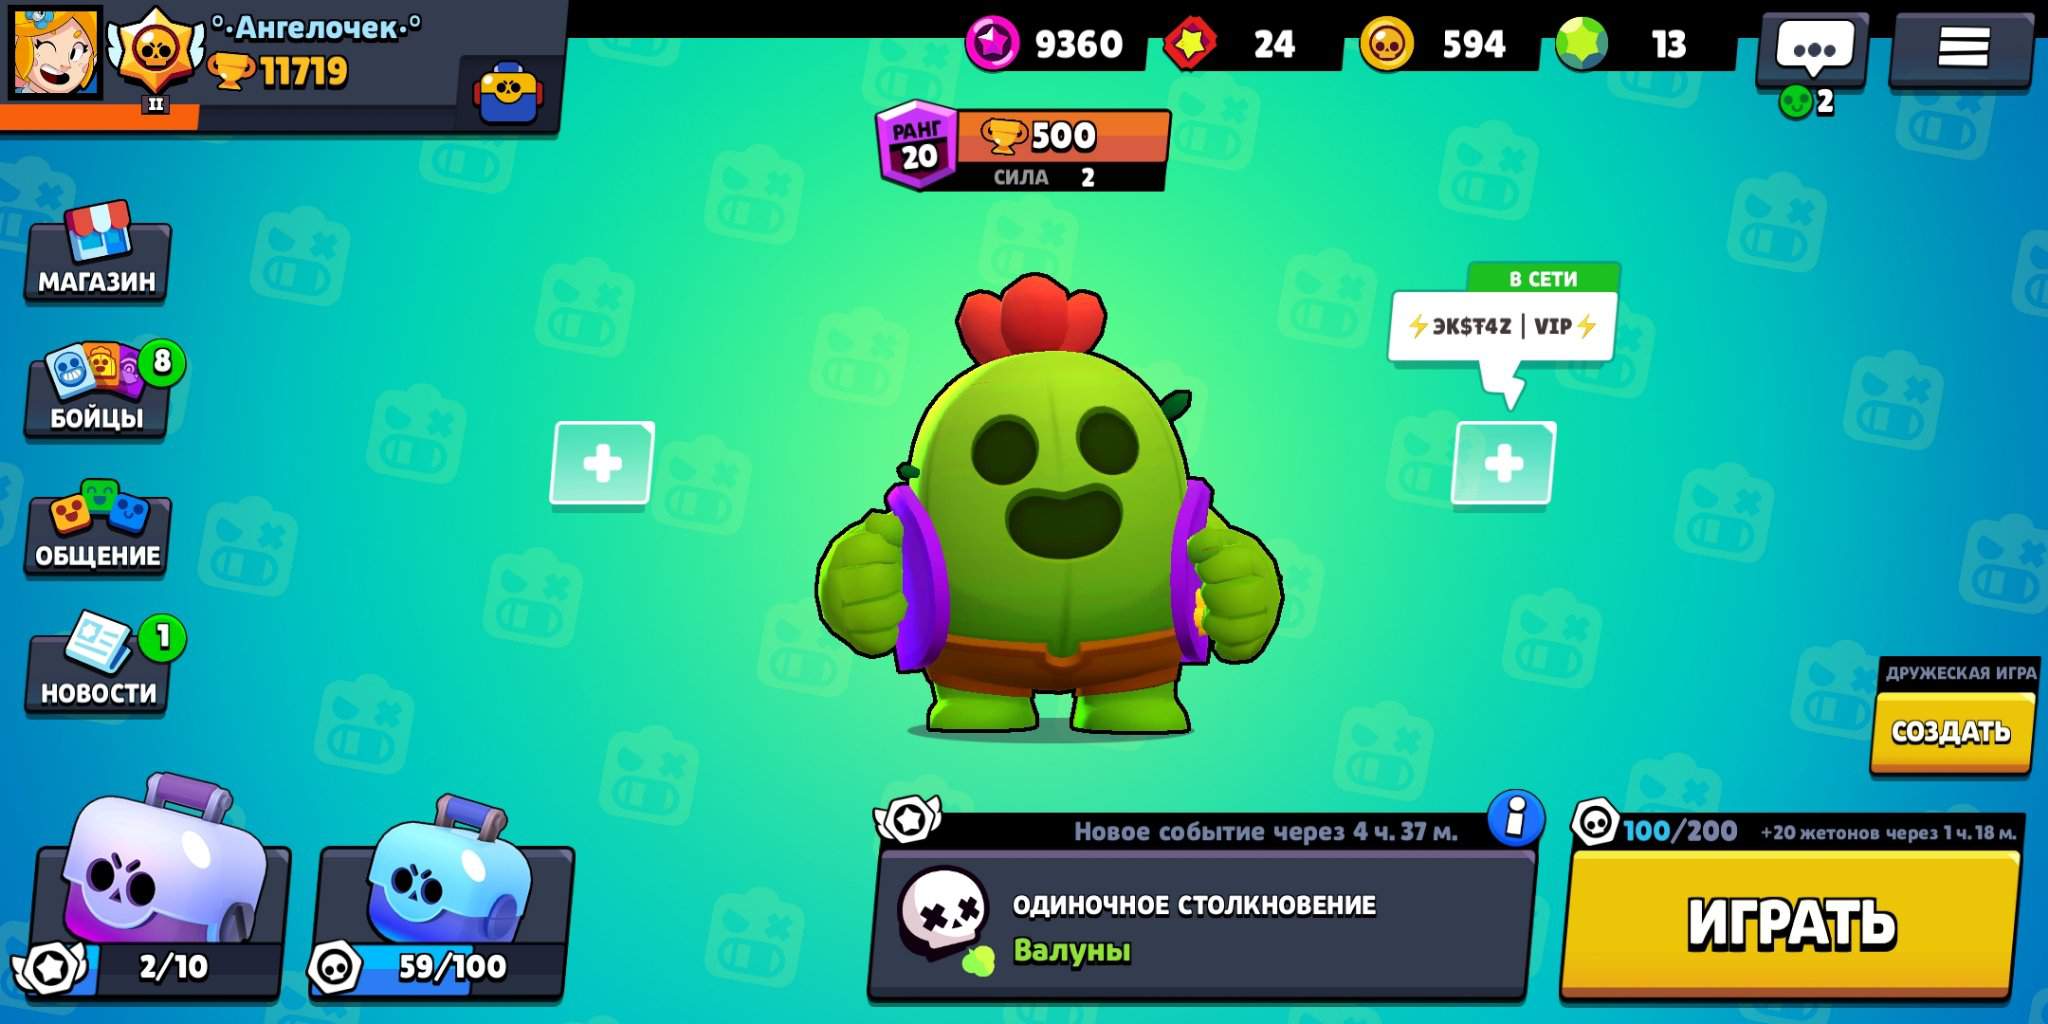 °·Ангелочек·°
11719
II
9360
24
594
13
2
РАНГ
20
500
СИЛА 2
МАГАЗИН
8
БОЙЦЫ
ОБЩЕНИЕ
1
НОВОСТИ
В СЕТИ
⚡ЭK$Ŧ4Z | VIP⚡
ДРУЖЕСКАЯ ИГРА
СОЗДАТЬ
2/10
59/100
Новое событие через 4 ч. 37 м.
i
ОДИНОЧНОЕ СТОЛКНОВЕНИЕ
Валуны
100/200 +20 жетонов через 1 ч. 18 м.
ИГРАТЬ